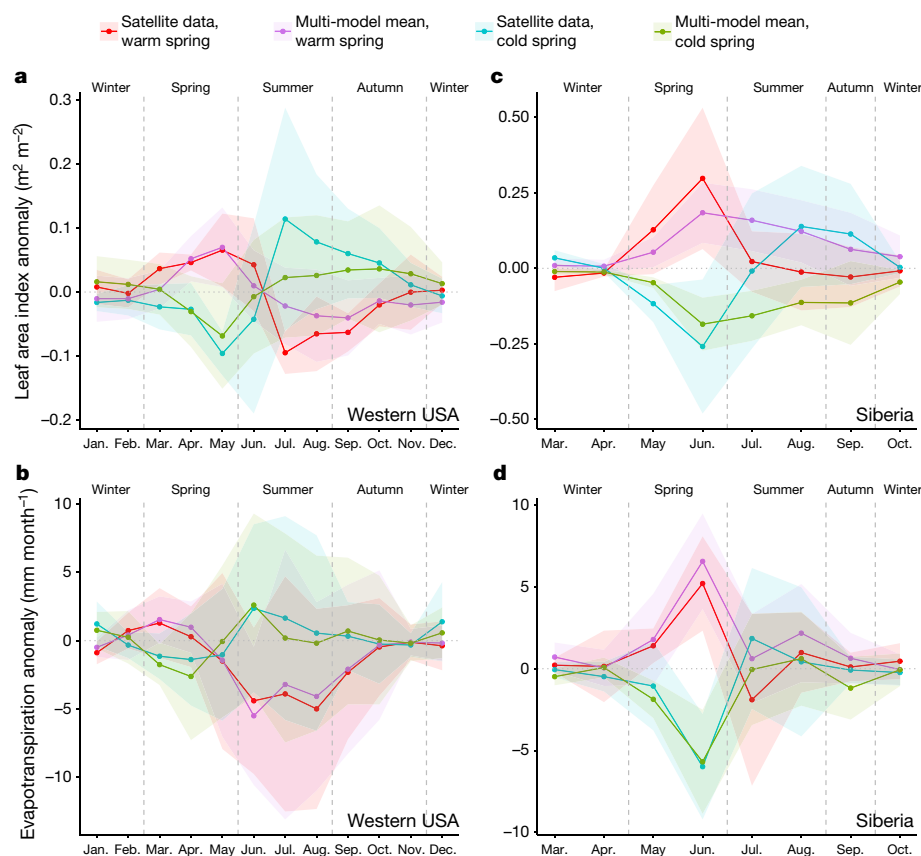 Satellite data, warm spring
Multi-model mean, warm spring
Satellite data, cold spring
Multi-model mean, cold spring
a
Winter Spring Summer Autumn Winter
Leaf area index anomaly (m² m⁻²)
0.3
0.2
0.1
0.0
−0.1
−0.2
Western USA
Jan. Feb. Mar. Apr. May Jun. Jul. Aug. Sep. Oct. Nov. Dec.
c
Winter Spring Summer Autumn Winter
0.50
0.25
0.00
−0.25
−0.50
Siberia
Mar. Apr. May Jun. Jul. Aug. Sep. Oct.
b
Winter Spring Summer Autumn Winter
Evapotranspiration anomaly (mm month⁻¹)
10
5
0
−5
−10
Western USA
Jan. Feb. Mar. Apr. May Jun. Jul. Aug. Sep. Oct. Nov. Dec.
d
Winter Spring Summer Autumn Winter
10
5
0
−5
−10
Siberia
Mar. Apr. May Jun. Jul. Aug. Sep. Oct.